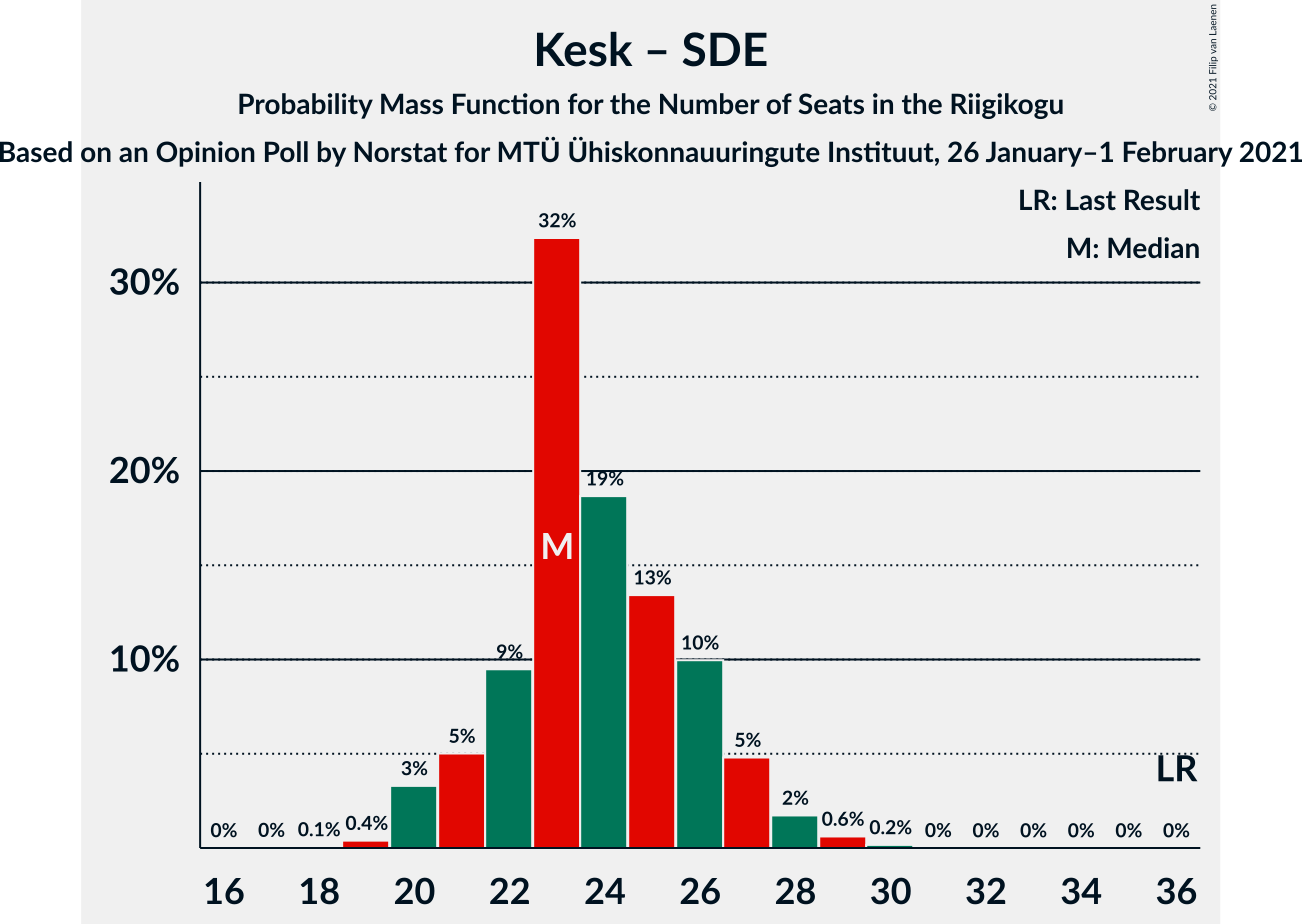 Kesk – SDE
Probability Mass Function for the Number of Seats in the Riigikogu
Based on an Opinion Poll by Norstat for MTÜ Ühiskonnauuringute Instituut, 26 January–1 February 2021
© 2021 Filip van Laenen
LR: Last Result
M: Median
30%
20%
10%
0% 0% 0.1% 0.4% 3% 5% 9% 32% 19% 13% 10% 5% 2% 0.6% 0.2% 0% 0% 0% 0% 0% 0%
M
LR
16 18 20 22 24 26 28 30 32 34 36